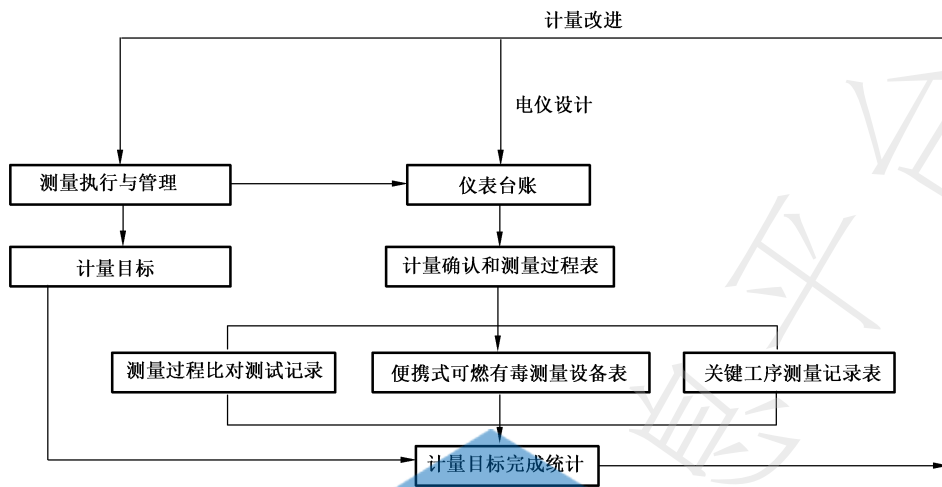 计量改进
电仪设计
测量执行与管理
仪表台账
计量目标
计量确认和测量过程表
测量过程比对测试记录
便携式可燃有毒测量设备表
关键工序测量记录表
计量目标完成统计